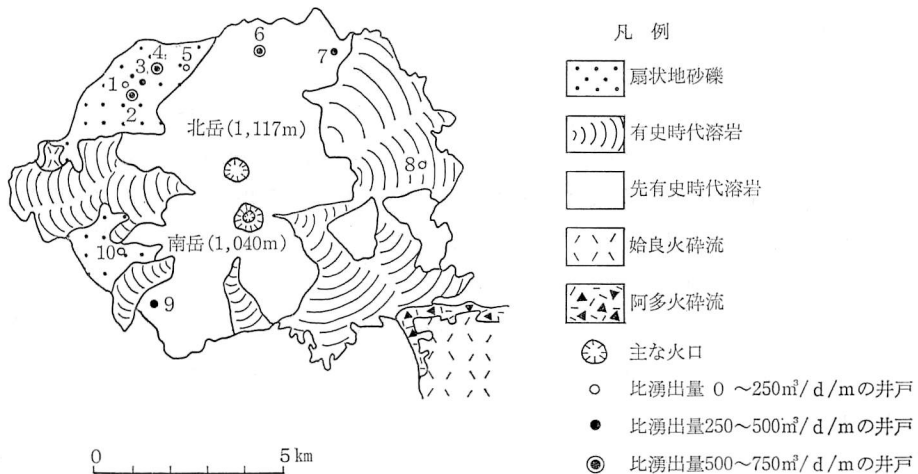 6
7
4
5
3
1
2
北岳(1,117m)
8
南岳(1,040m)
10
9
0 5 km
凡 例
扇状地砂礫
有史時代溶岩
先有史時代溶岩
姶良火砕流
阿多火砕流
主な火口
比湧出量 0 ～250m³/d/mの井戸
比湧出量250～500m³/d/mの井戸
比湧出量500～750m³/d/mの井戸